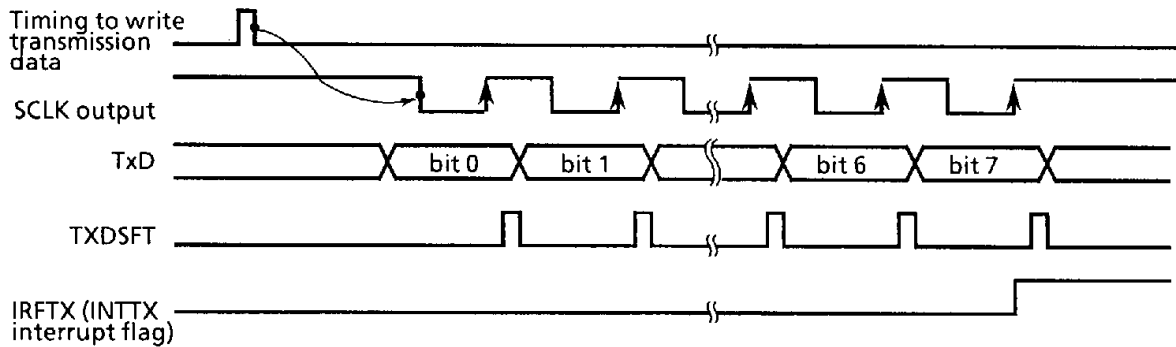 Timing to write
transmission
data
SCLK output
TxD
bit 0
bit 1
bit 6
bit 7
TXDSFT
IRFTX (INTTX
interrupt flag)